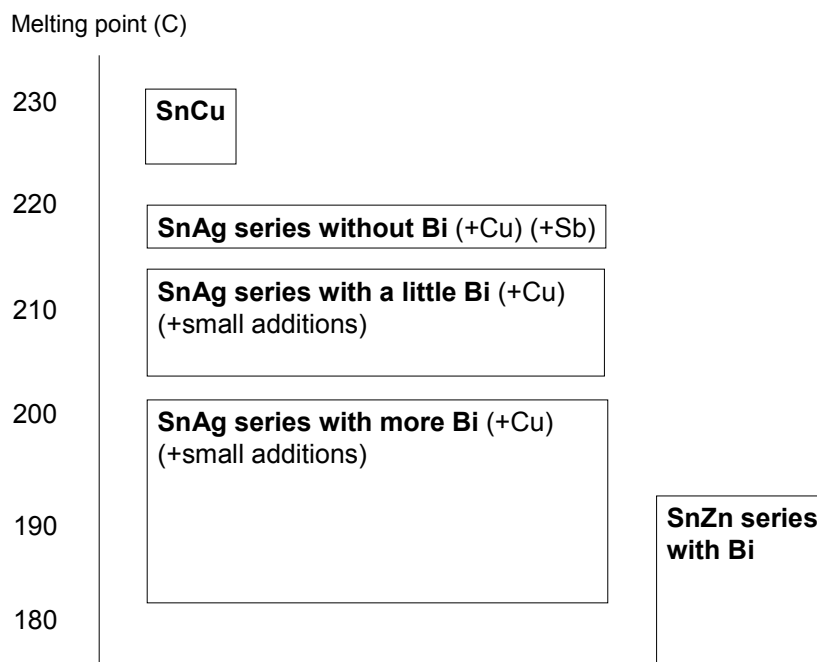 Melting point (C)
230
SnCu
220
SnAg series without Bi (+Cu) (+Sb)
SnAg series with a little Bi (+Cu)
210
(+small additions)
200
SnAg series with more Bi (+Cu)
(+small additions)
190
SnZn series
with Bi
180